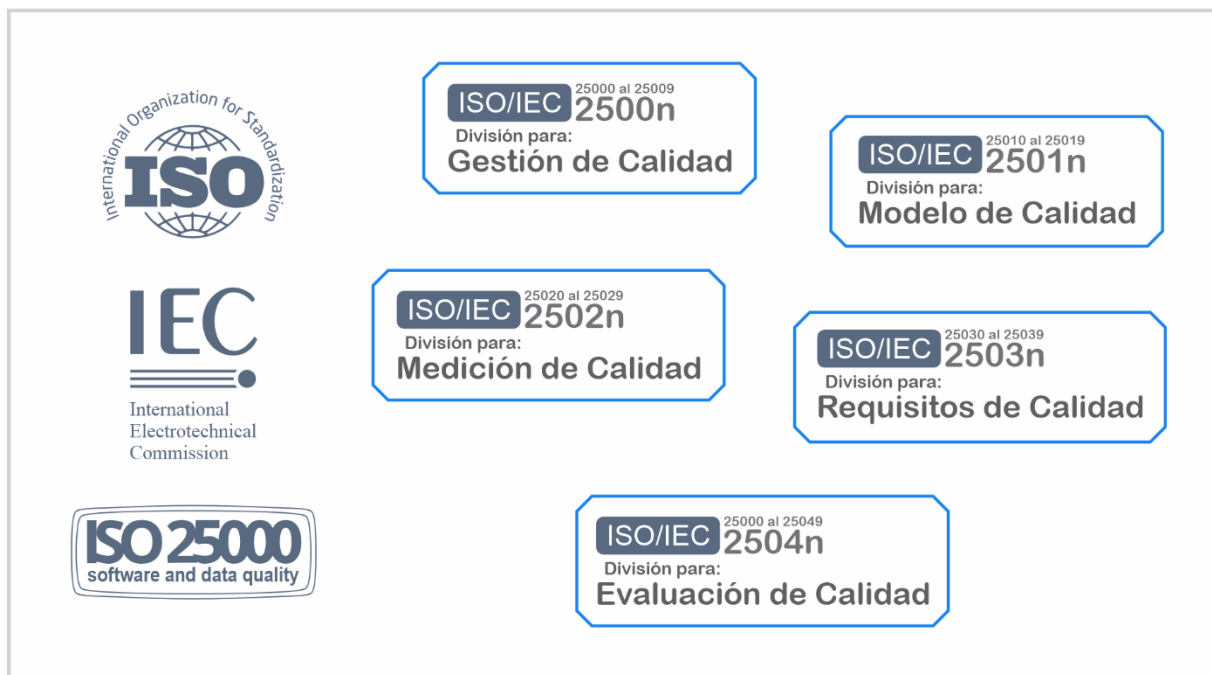 International Organization for Standardization
ISO
IEC
International
Electrotechnical
Commission
ISO 25000
software and data quality
ISO/IEC 25000 al 25009
2500n
División para:
Gestión de Calidad
ISO/IEC 25010 al 25019
2501n
División para:
Modelo de Calidad
ISO/IEC 25020 al 25029
2502n
División para:
Medición de Calidad
ISO/IEC 25030 al 25039
2503n
División para:
Requisitos de Calidad
ISO/IEC 25000 al 25049
2504n
División para:
Evaluación de Calidad